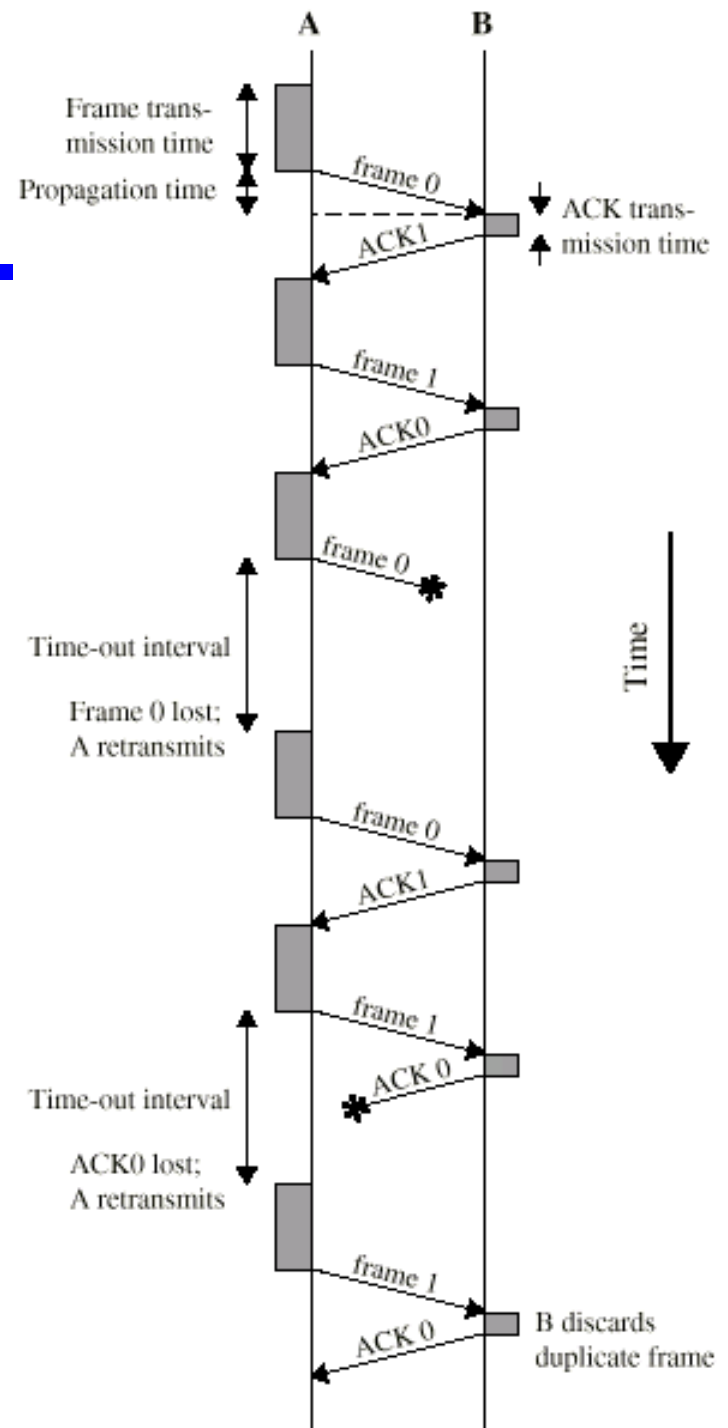 A
B
Frame trans-
mission time
Propagation time
frame 0
ACK trans-
mission time
ACK1
frame 1
ACK0
frame 0
Time-out interval
Time
Frame 0 lost;
A retransmits
frame 0
ACK1
frame 1
ACK 0
Time-out interval
ACK0 lost;
A retransmits
frame 1
ACK 0
B discards
duplicate frame